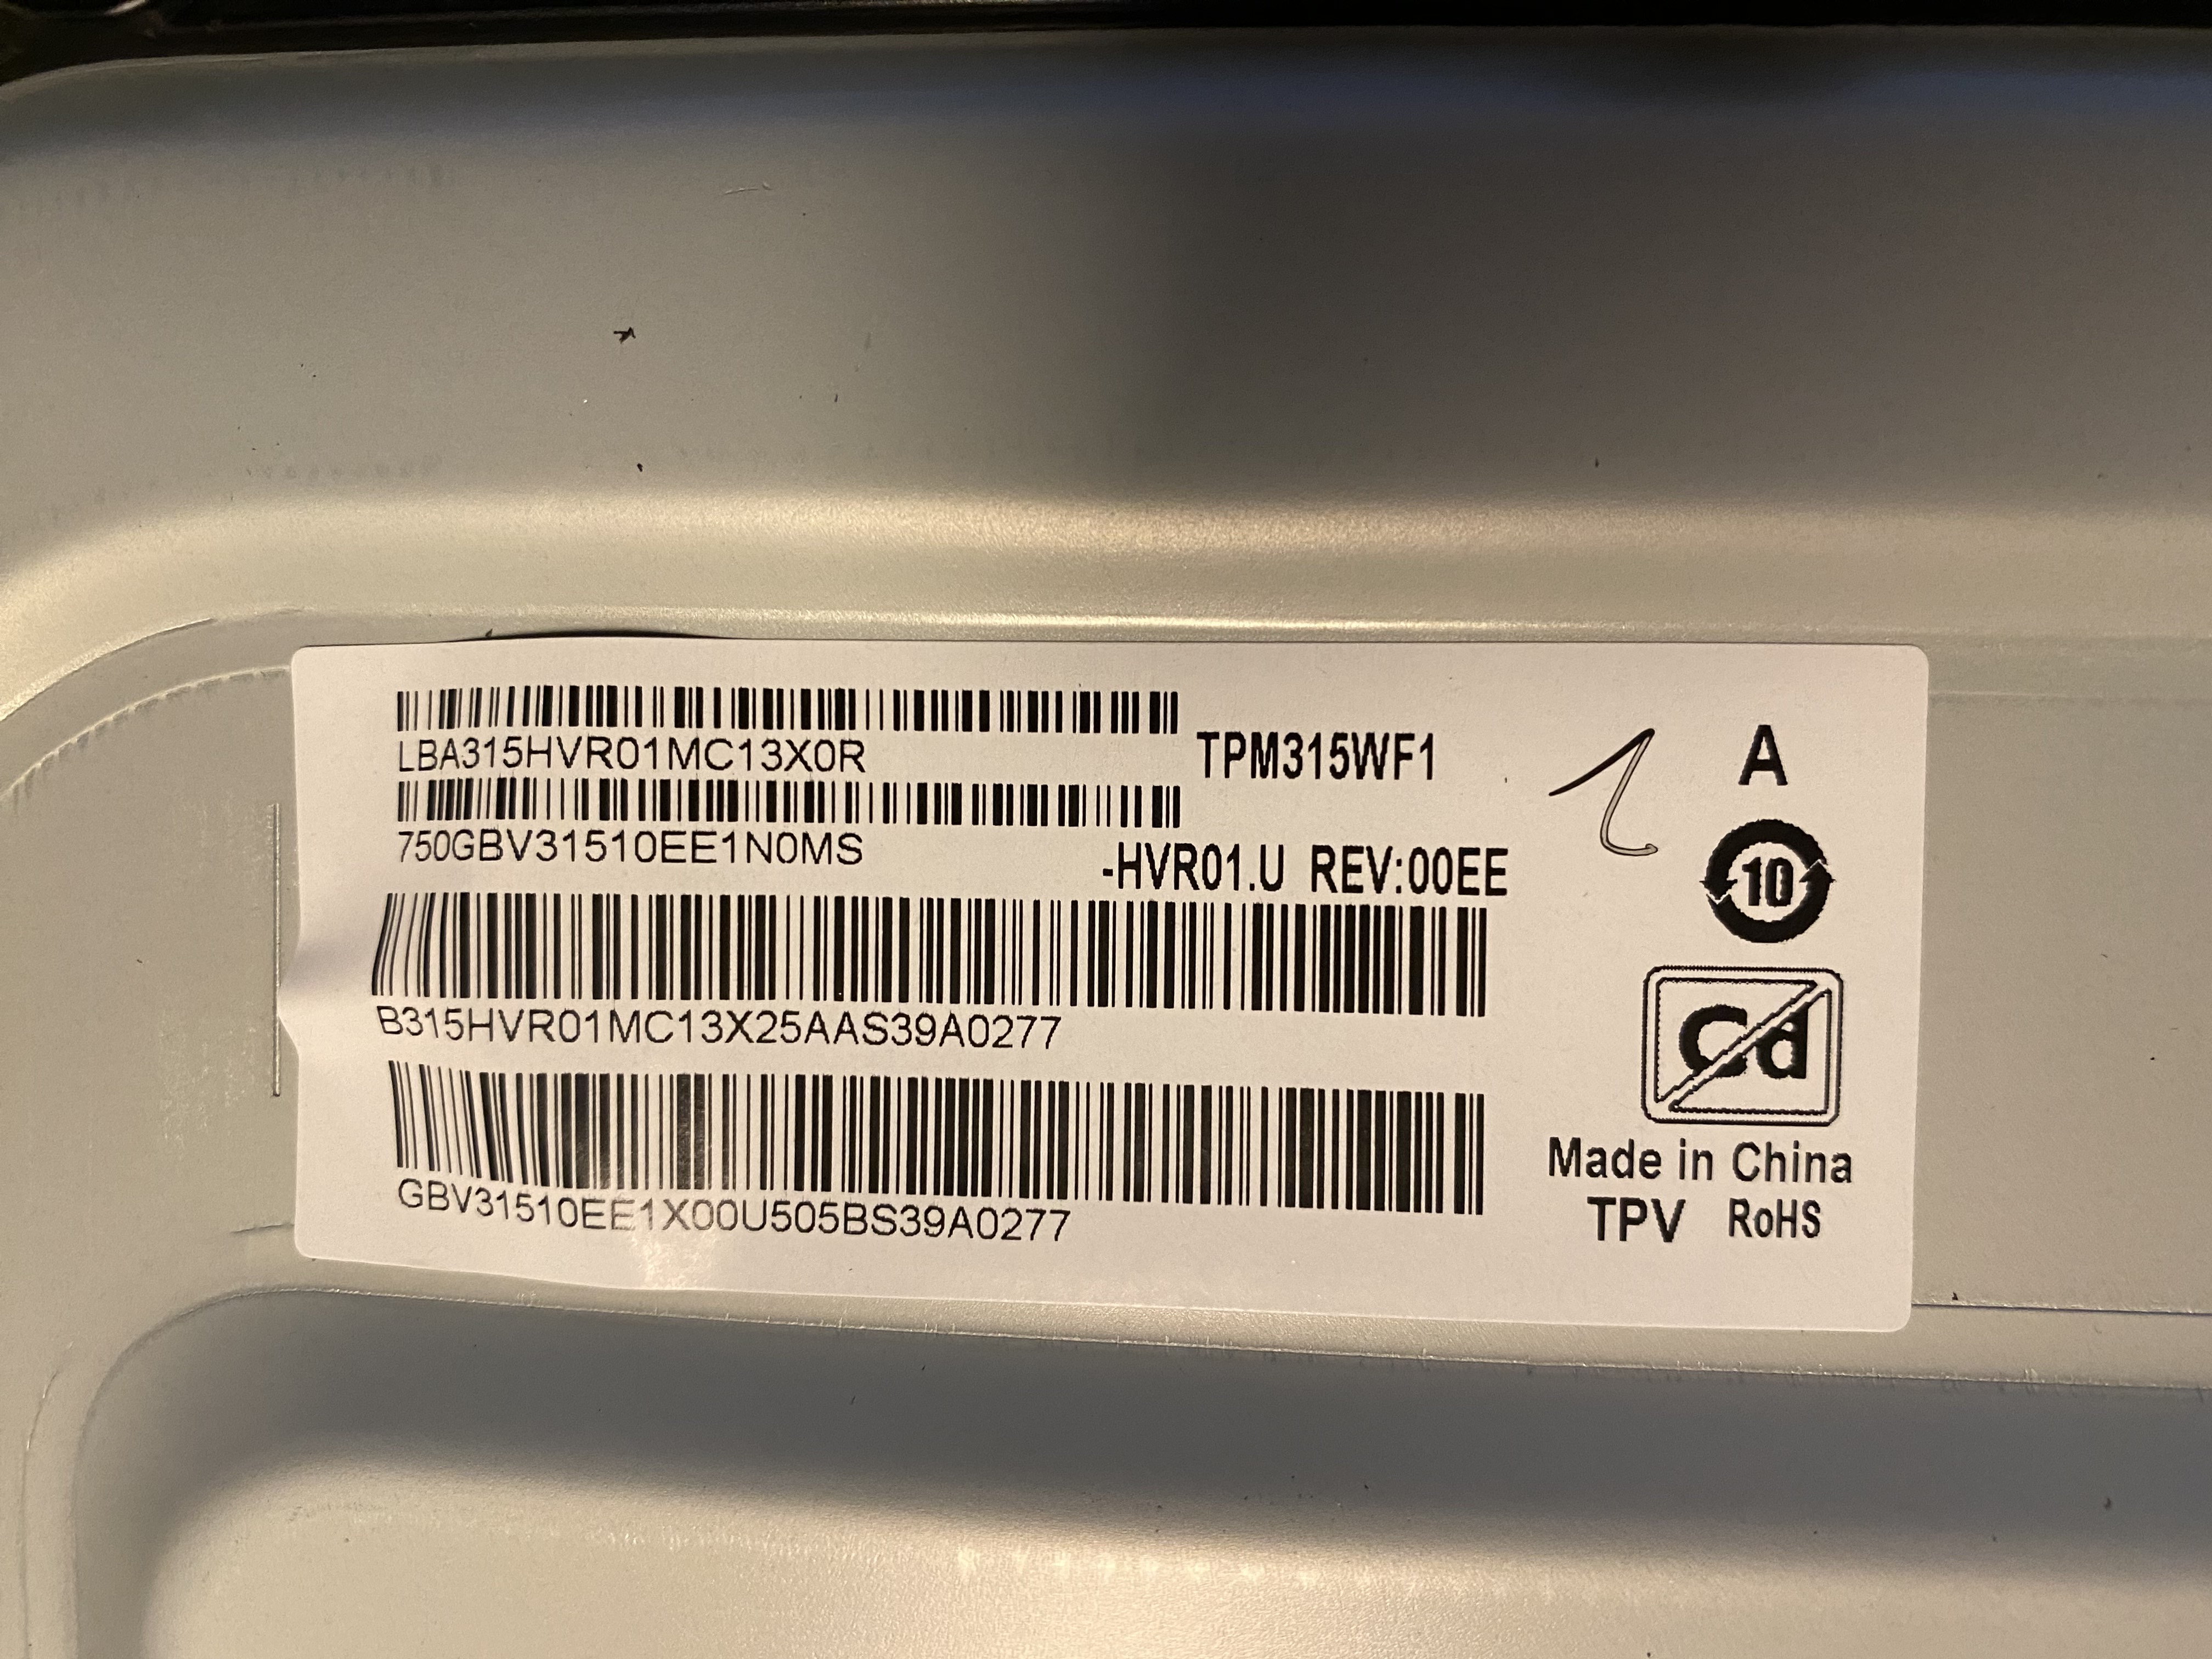 LBA315HVR01MC13X0R
TPM315WF1
A
750GBV31510EE1N0MS
-HVR01.U REV:00EE
10
B315HVR01MC13X25AAS39A0277
Cd
GBV31510EE1X00U505BS39A0277
Made in China
TPV RoHS